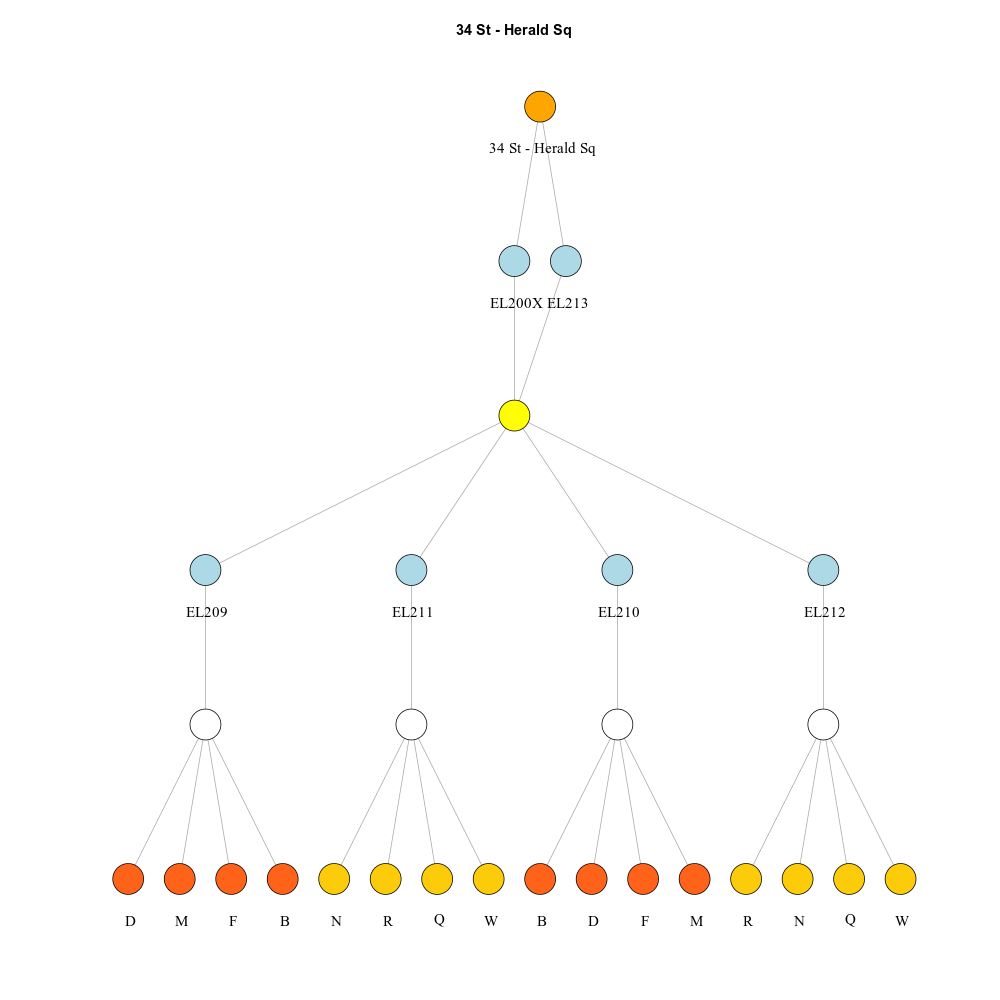 34 St - Herald Sq
34 St - Herald Sq
EL200X EL213
EL209 EL211 EL210 EL212
D M F B N R Q W B D F M R N Q W